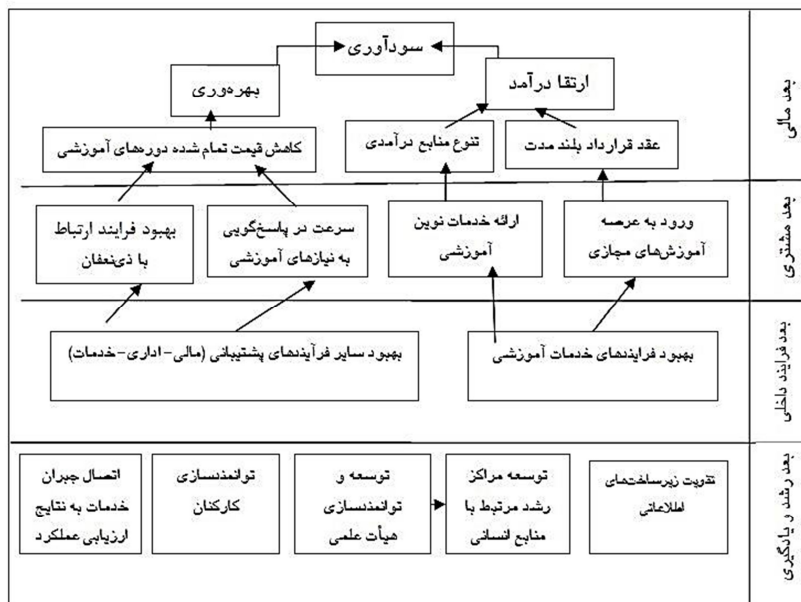 بعد مالی
سودآوری
ارتقا درآمد
بهره‌وری
عقد قرارداد بلند مدت
تنوع منابع درآمدی
کاهش قیمت تمام شده دوره‌های آموزشی
بعد مشتری
ورود به عرصه
آموزش‌های مجازی
ارائه خدمات نوین
آموزشی
سرعت در پاسخ‌گویی
به نیازهای آموزشی
بهبود فرایند ارتباط
با ذی‌نعفان
بعد فرایند داخلی
بهبود فرایندهای خدمات آموزشی
بهبود سایر فرآیندهای پشتیبانی (مالی-اداری-خدمات)
بعد رشد و یادگیری
تقویت زیرساخت‌های
اطلاعاتی
توسعه مراکز
رشد مرتبط با
منابع انسانی
توسعه و
توانمندسازی
هیأت علمی
توانمندسازی
کارکنان
اتصال جبران
خدمات به نتایج
ارزیابی عملکرد